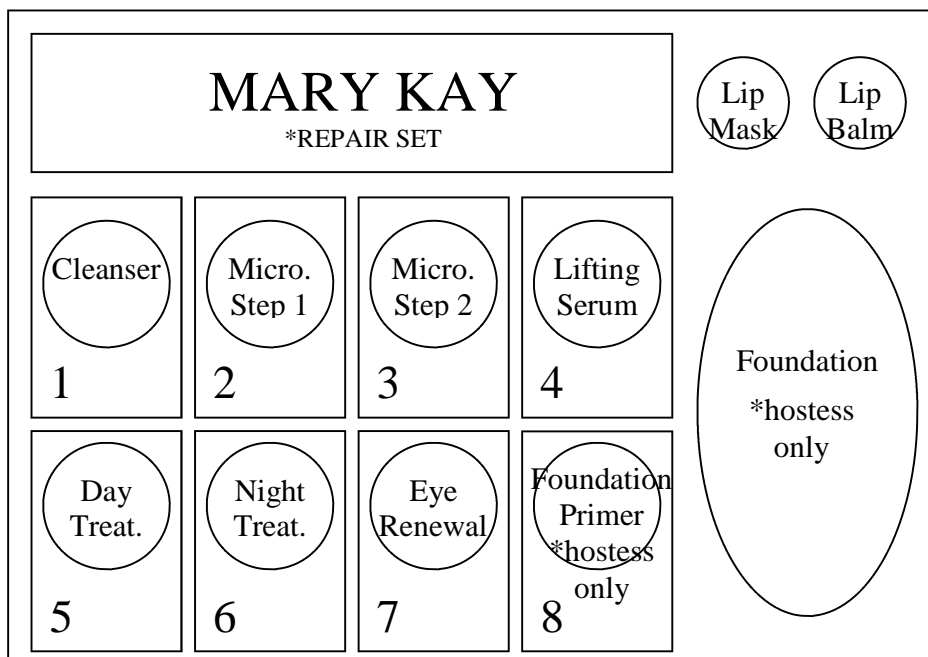 MARY KAY
*REPAIR SET
Lip
Mask
Lip
Balm
Cleanser
1
Micro.
Step 1
2
Micro.
Step 2
3
Lifting
Serum
4
Foundation
*hostess
only
Day
Treat.
5
Night
Treat.
6
Eye
Renewal
7
Foundation
Primer
*hostess
only
8